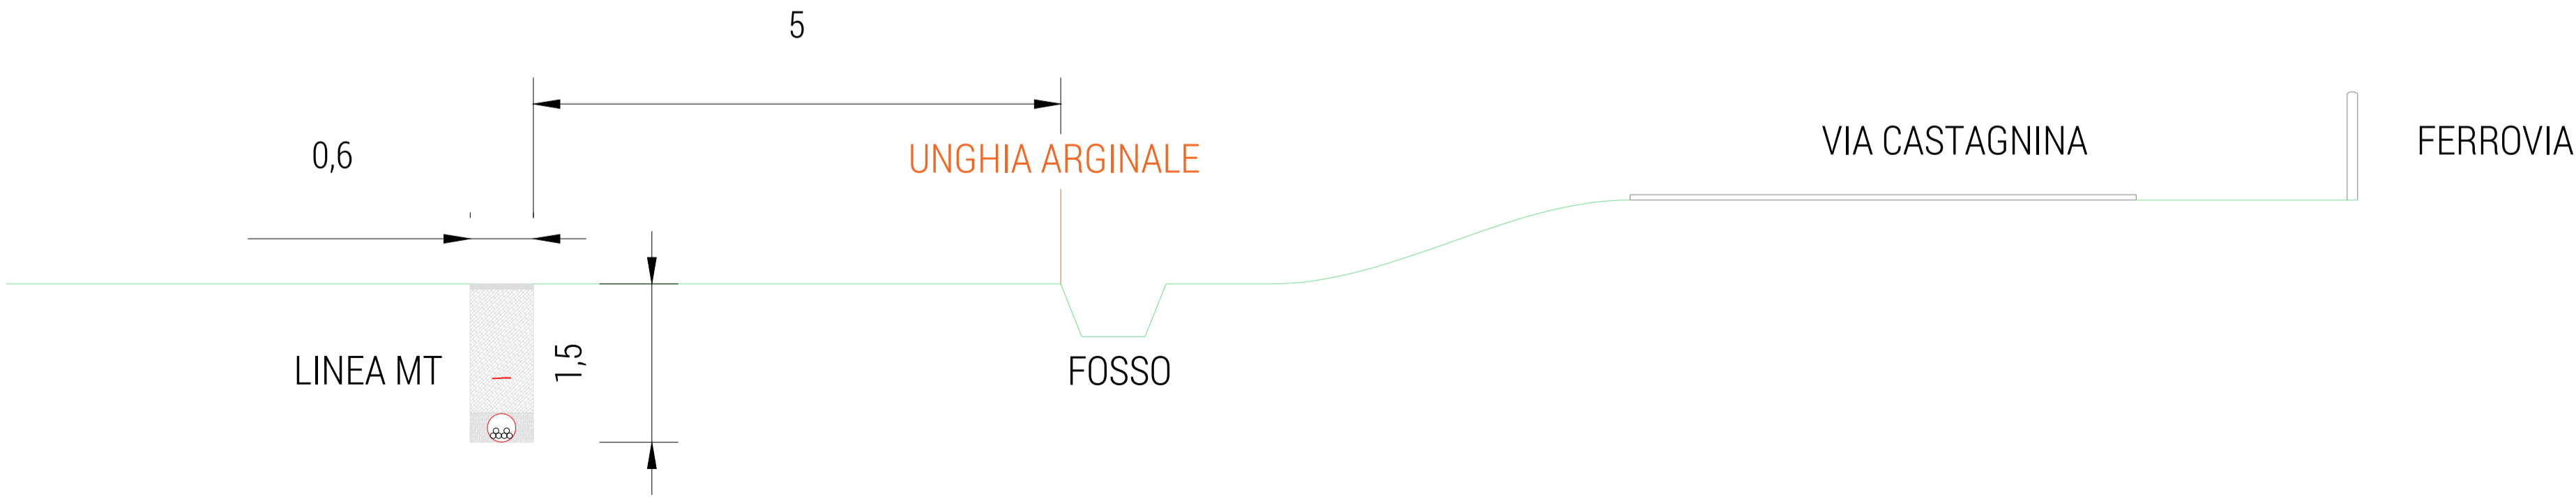 5
0,6
UNGHIA ARGINALE
VIA CASTAGNINA
FERROVIA
LINEA MT
1,5
FOSSO